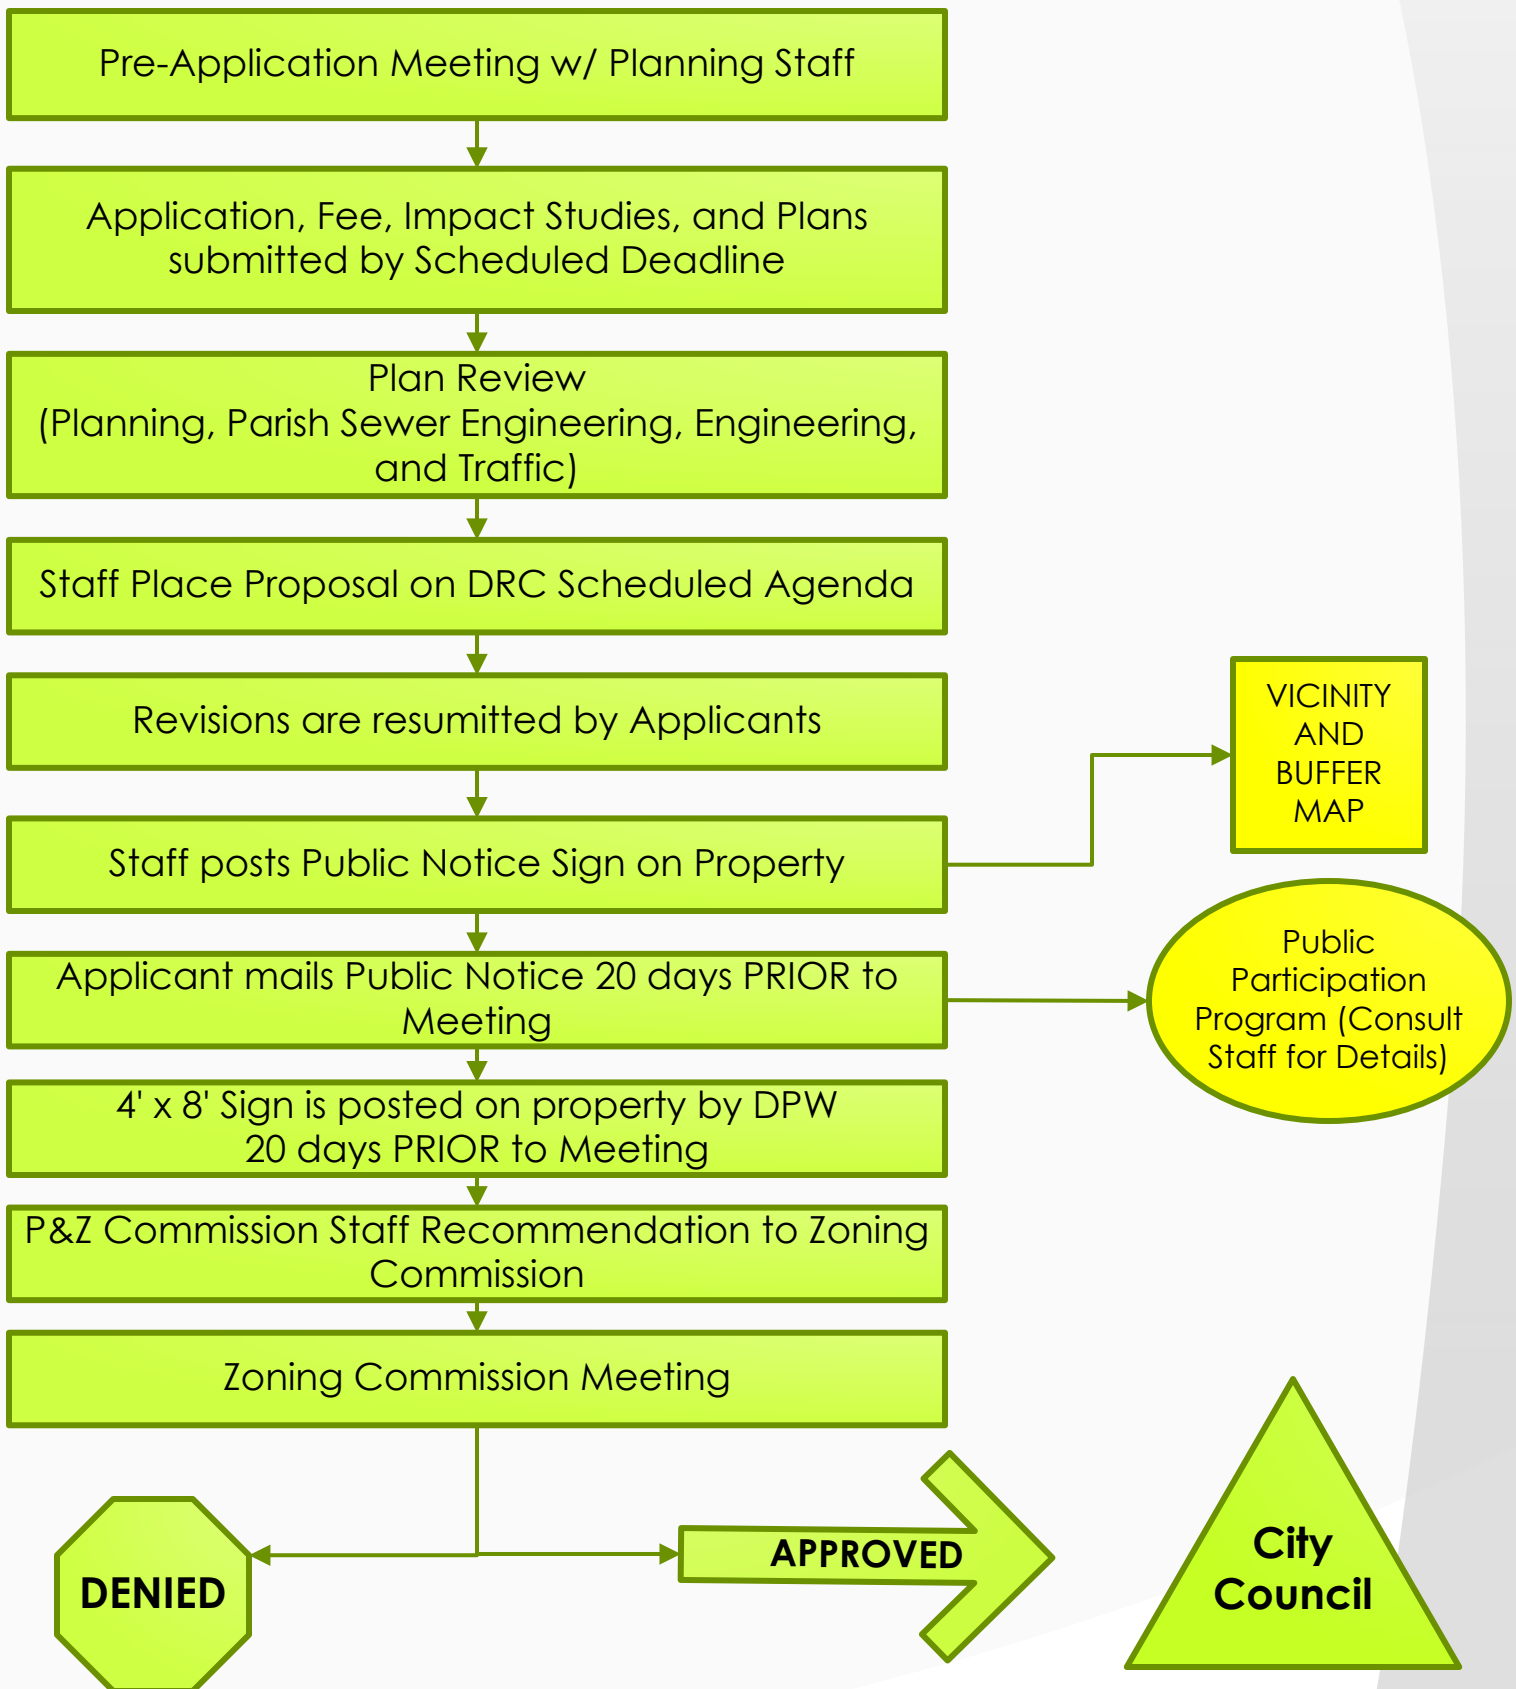 Pre-Application Meeting w/ Planning Staff
Application, Fee, Impact Studies, and Plans
submitted by Scheduled Deadline
Plan Review
(Planning, Parish Sewer Engineering, Engineering,
and Traffic)
Staff Place Proposal on DRC Scheduled Agenda
Revisions are resumitted by Applicants
VICINITY
AND
BUFFER
MAP
Staff posts Public Notice Sign on Property
Applicant mails Public Notice 20 days PRIOR to
Meeting
Public
Participation
Program (Consult
Staff for Details)
4' x 8' Sign is posted on property by DPW
20 days PRIOR to Meeting
P&Z Commission Staff Recommendation to Zoning
Commission
Zoning Commission Meeting
DENIED
APPROVED
City
Council